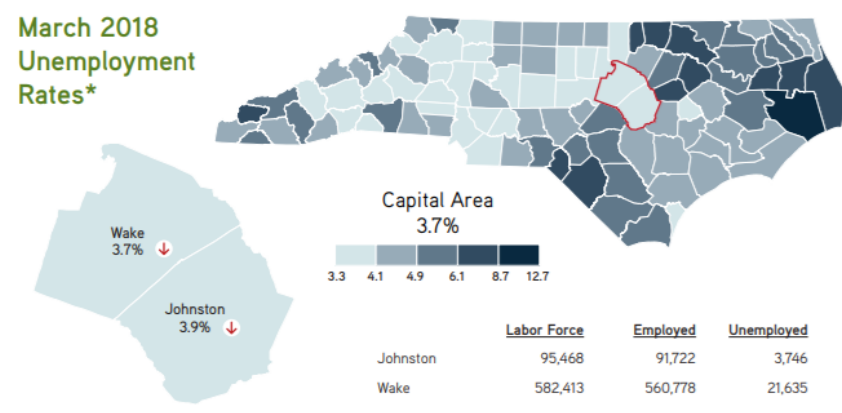 March 2018
Unemployment
Rates*
Wake
3.7%
Johnston
3.9%
Capital Area
3.7%
3.3 4.1 4.9 6.1 8.7 12.7
Labor Force Employed Unemployed
Johnston 95,468 91,722 3,746
Wake 582,413 560,778 21,635